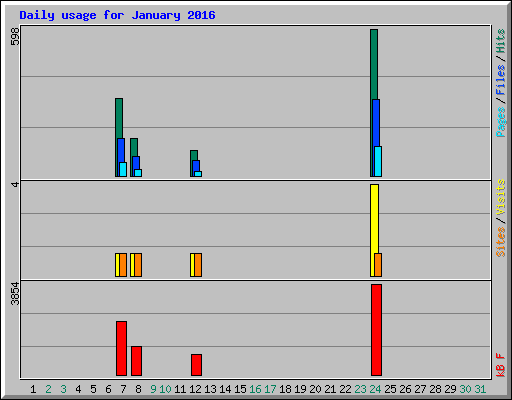 Daily usage for January 2016
598
Pages / Files / Hits
4
Sites / Visits
3854
kB F
1 2 3 4 5 6 7 8 9 10 11 12 13 14 15 16 17 18 19 20 21 22 23 24 25 26 27 28 29 30 31